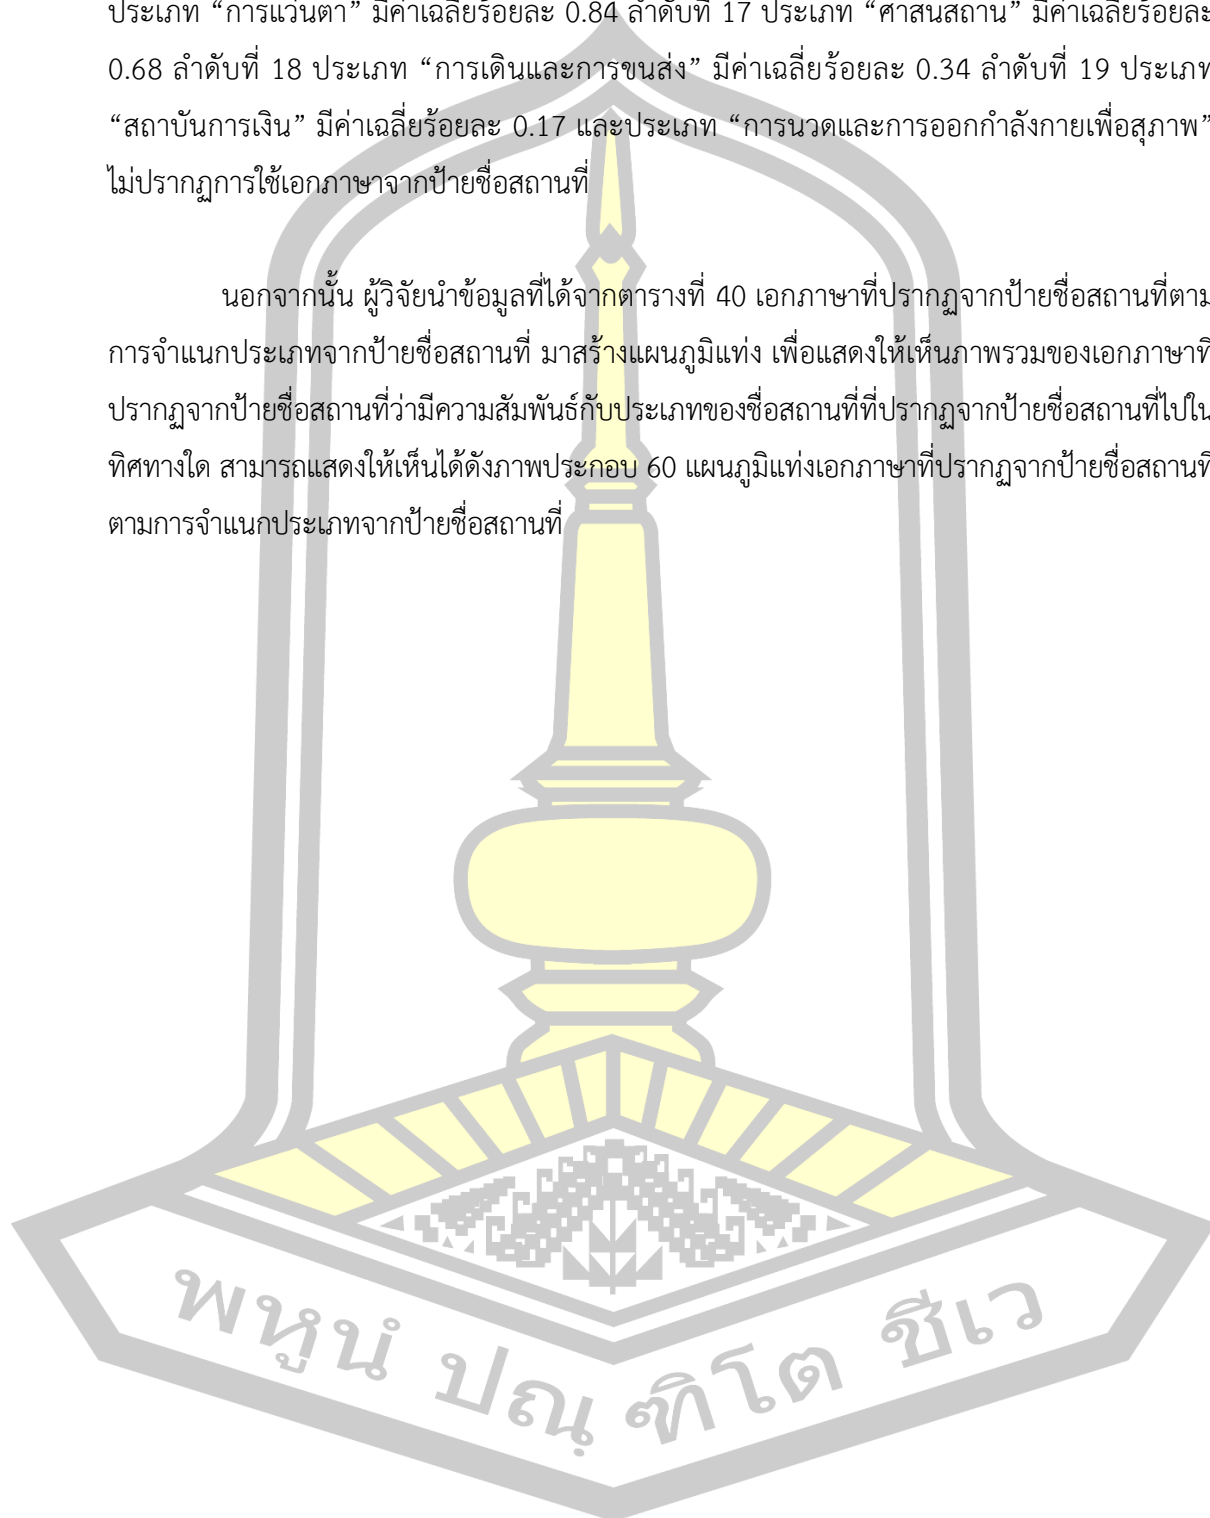 ประเภท “การแว่นตา” มีค่าเฉลี่ยร้อยละ 0.84 ลำดับที่ 17 ประเภท “ศาสนสถาน” มีค่าเฉลี่ยร้อยละ
0.68 ลำดับที่ 18 ประเภท “การเดินและการขนส่ง” มีค่าเฉลี่ยร้อยละ 0.34 ลำดับที่ 19 ประเภท
“สถาบันการเงิน” มีค่าเฉลี่ยร้อยละ 0.17 และประเภท “การนวดและการออกกำลังกายเพื่อสุภาพ”
ไม่ปรากฏการใช้เอกภาษาจากป้ายชื่อสถานที่
นอกจากนั้น ผู้วิจัยนำข้อมูลที่ได้จากตารางที่ 40 เอกภาษาที่ปรากฏจากป้ายชื่อสถานที่ตาม
การจำแนกประเภทจากป้ายชื่อสถานที่ มาสร้างแผนภูมิแท่ง เพื่อแสดงให้เห็นภาพรวมของเอกภาษาที่
ปรากฏจากป้ายชื่อสถานที่ว่ามีความสัมพันธ์กับประเภทของชื่อสถานที่ที่ปรากฏจากป้ายชื่อสถานที่ไปใน
ทิศทางใด สามารถแสดงให้เห็นได้ดังภาพประกอบ 60 แผนภูมิแท่งเอกภาษาที่ปรากฏจากป้ายชื่อสถานที่
ตามการจำแนกประเภทจากป้ายชื่อสถานที่
พหูนํ ปณฺฑิโต ชีเว